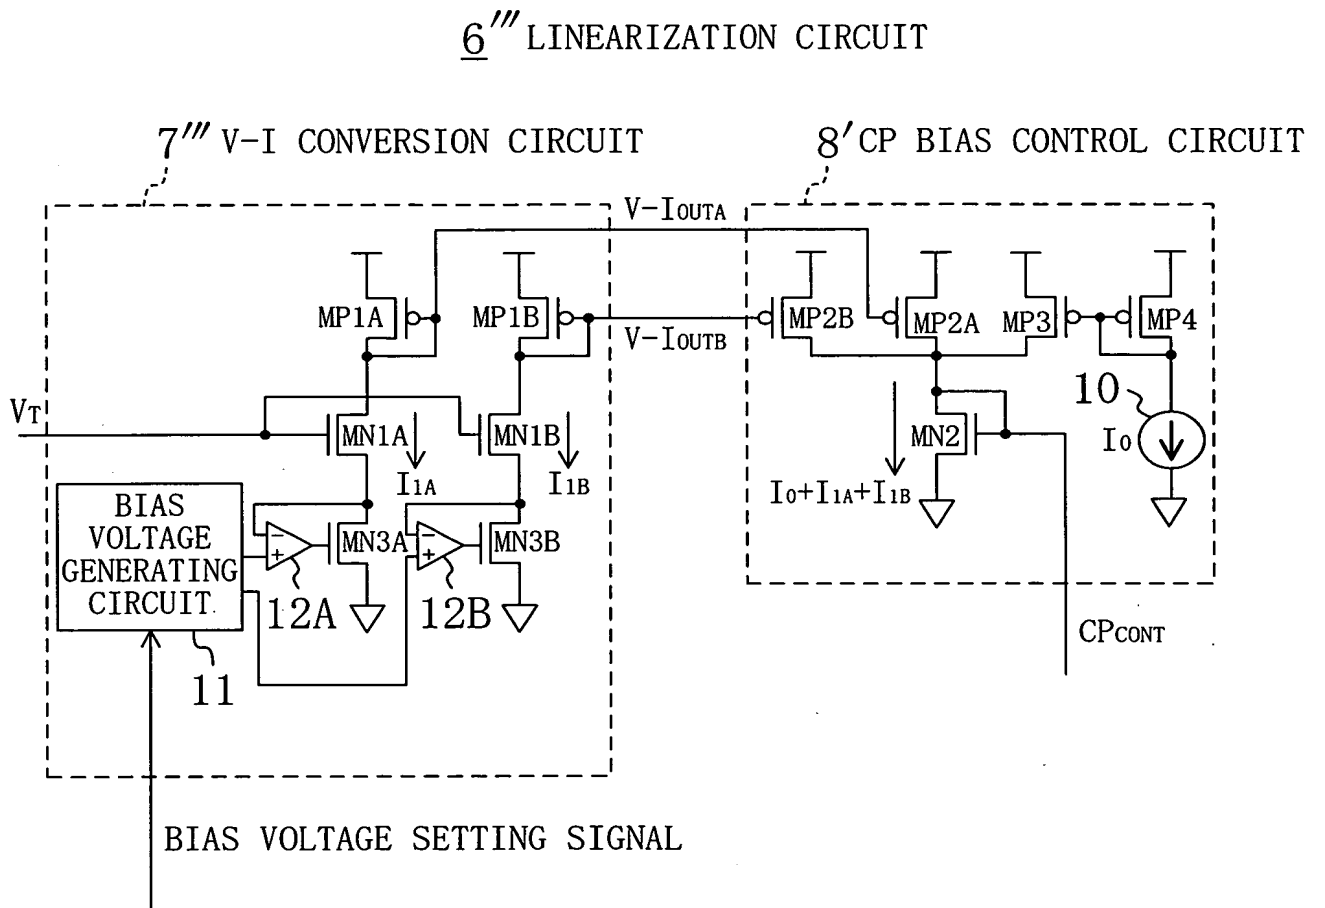 6''' LINEARIZATION CIRCUIT
7''' V-I CONVERSION CIRCUIT
8' CP BIAS CONTROL CIRCUIT
V-IOUTA
MP1A
MP1B
V-IOUTB
MP2B
MP2A
MP3
MP4
VT
MN1A
I1A
MN1B
I1B
MN2
I0+I1A+I1B
10
I0
BIAS
VOLTAGE
GENERATING
CIRCUIT
-
+
MN3A
12A
-
+
MN3B
12B
11
CPCONT
BIAS VOLTAGE SETTING SIGNAL